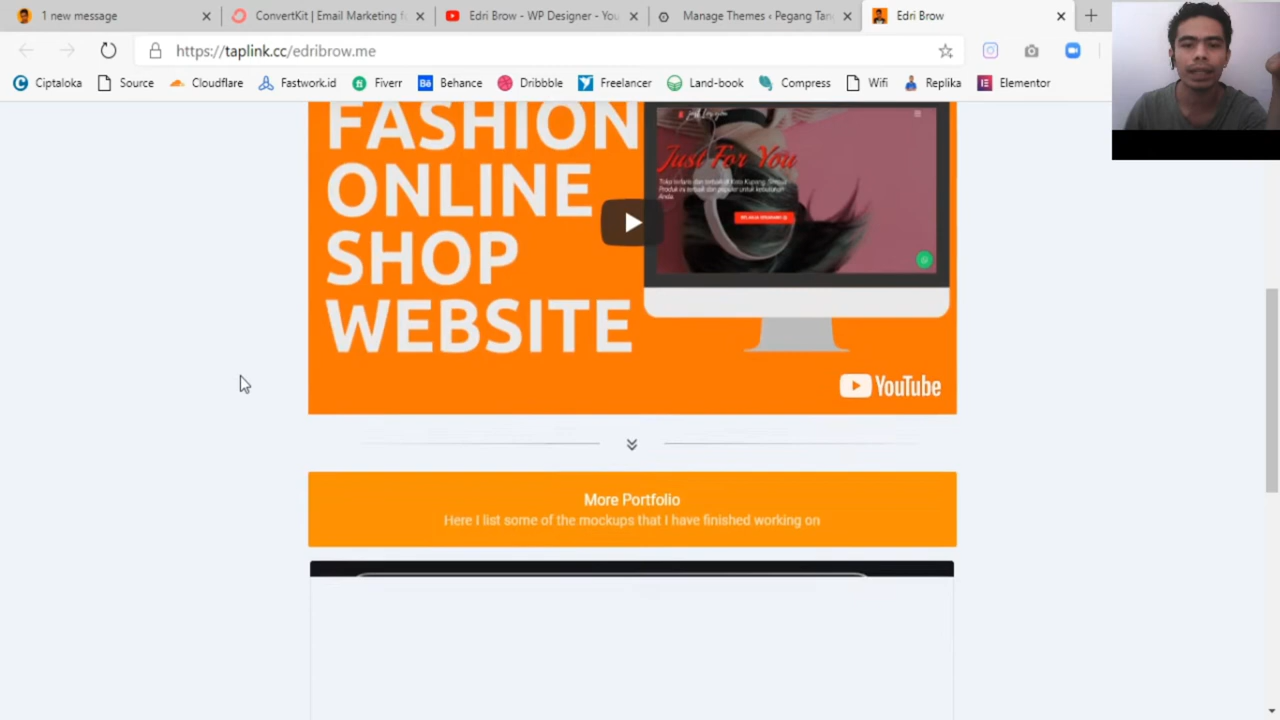 1 new message
ConvertKit | Email Marketing f
Edri Brow - WP Designer - You
Manage Themes ‹ Pegang Tan
Edri Brow
https://taplink.cc/edribrow.me
Ciptaloka
Source
Cloudflare
Fastwork.id
Fiverr
Behance
Dribbble
Freelancer
Land-book
Compress
Wifi
Replika
Elementor
FASHION
ONLINE
SHOP
WEBSITE
Just For You
YouTube
More Portfolio
Here I list some of the mockups that I have finished working on